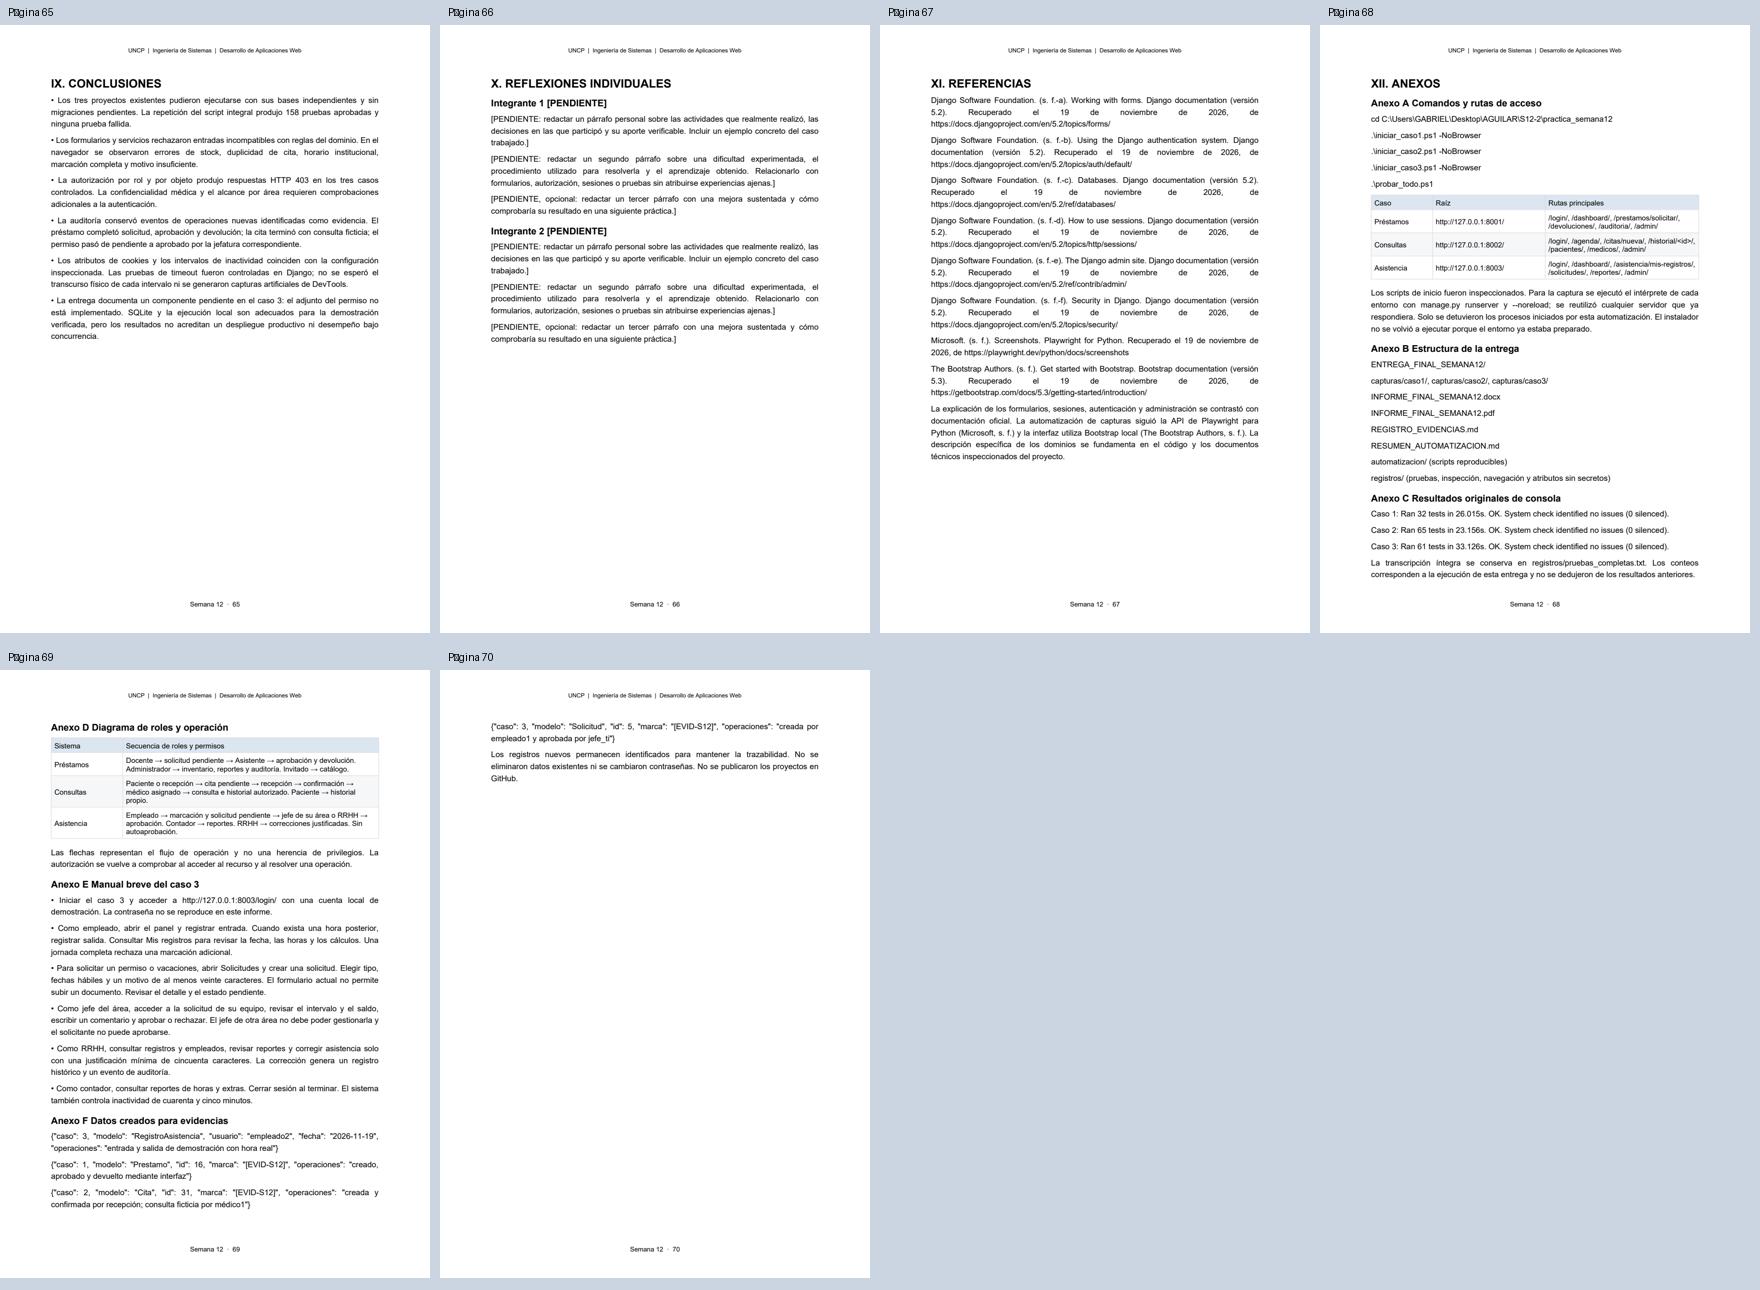 Página 65
UNCP | Ingeniería de Sistemas | Desarrollo de Aplicaciones Web
IX. CONCLUSIONES
• Los tres proyectos existentes pudieron ejecutarse con sus bases independientes y sin
migraciones pendientes. La repetición del script integral produjo 158 pruebas aprobadas y
ninguna prueba fallida.
• Los formularios y servicios rechazaron entradas incompatibles con reglas del dominio. En el
navegador se observaron errores de stock, duplicidad de cita, horario institucional,
marcación completa y motivo insuficiente.
• La autorización por rol y por objeto produjo respuestas HTTP 403 en los tres casos
controlados. La confidencialidad médica y el alcance por área requieren comprobaciones
adicionales a la autenticación.
• La auditoría conservó eventos de operaciones nuevas identificadas como evidencia. El
préstamo completó solicitud, aprobación y devolución; la cita terminó con consulta ficticia; el
permiso pasó de pendiente a aprobado por la jefatura correspondiente.
• Los atributos de cookies y los intervalos de inactividad coinciden con la configuración
inspeccionada. Las pruebas de timeout fueron controladas en Django; no se esperó el
transcurso físico de cada intervalo ni se generaron capturas artificiales de DevTools.
• La entrega documenta un componente pendiente en el caso 3: el adjunto del permiso no
está implementado. SQLite y la ejecución local son adecuados para la demostración
verificada, pero los resultados no acreditan un despliegue productivo ni desempeño bajo
concurrencia.
Semana 12 · 65
Página 66
UNCP | Ingeniería de Sistemas | Desarrollo de Aplicaciones Web
X. REFLEXIONES INDIVIDUALES
Integrante 1 [PENDIENTE]
[PENDIENTE: redactar un párrafo personal sobre las actividades que realmente realizó, las
decisiones en las que participó y su aporte verificable. Incluir un ejemplo concreto del caso
trabajado.]
[PENDIENTE: redactar un segundo párrafo sobre una dificultad experimentada, el
procedimiento utilizado para resolverla y el aprendizaje obtenido. Relacionarlo con
formularios, autorización, sesiones o pruebas sin atribuirse experiencias ajenas.]
[PENDIENTE, opcional: redactar un tercer párrafo con una mejora sustentada y cómo
comprobaría su resultado en una siguiente práctica.]
Integrante 2 [PENDIENTE]
[PENDIENTE: redactar un párrafo personal sobre las actividades que realmente realizó, las
decisiones en las que participó y su aporte verificable. Incluir un ejemplo concreto del caso
trabajado.]
[PENDIENTE: redactar un segundo párrafo sobre una dificultad experimentada, el
procedimiento utilizado para resolverla y el aprendizaje obtenido. Relacionarlo con
formularios, autorización, sesiones o pruebas sin atribuirse experiencias ajenas.]
[PENDIENTE, opcional: redactar un tercer párrafo con una mejora sustentada y cómo
comprobaría su resultado en una siguiente práctica.]
Semana 12 · 66
Página 67
UNCP | Ingeniería de Sistemas | Desarrollo de Aplicaciones Web
XI. REFERENCIAS
Django Software Foundation. (s. f.-a). Working with forms. Django documentation (versión
5.2). Recuperado el 19 de noviembre de 2026, de
https://docs.djangoproject.com/en/5.2/topics/forms/
Django Software Foundation. (s. f.-b). Using the Django authentication system. Django
documentation (versión 5.2). Recuperado el 19 de noviembre de 2026, de
https://docs.djangoproject.com/en/5.2/topics/auth/default/
Django Software Foundation. (s. f.-c). Databases. Django documentation (versión 5.2).
Recuperado el 19 de noviembre de 2026, de
https://docs.djangoproject.com/en/5.2/ref/databases/
Django Software Foundation. (s. f.-d). How to use sessions. Django documentation (versión
5.2). Recuperado el 19 de noviembre de 2026, de
https://docs.djangoproject.com/en/5.2/topics/http/sessions/
Django Software Foundation. (s. f.-e). The Django admin site. Django documentation (versión
5.2). Recuperado el 19 de noviembre de 2026, de
https://docs.djangoproject.com/en/5.2/ref/contrib/admin/
Django Software Foundation. (s. f.-f). Security in Django. Django documentation (versión
5.2). Recuperado el 19 de noviembre de 2026, de
https://docs.djangoproject.com/en/5.2/topics/security/
Microsoft. (s. f.). Screenshots. Playwright for Python. Recuperado el 19 de noviembre de
2026, de https://playwright.dev/python/docs/screenshots
The Bootstrap Authors. (s. f.). Get started with Bootstrap. Bootstrap documentation (versión
5.3). Recuperado el 19 de noviembre de 2026, de
https://getbootstrap.com/docs/5.3/getting-started/introduction/
La explicación de los formularios, sesiones, autenticación y administración se contrastó con
documentación oficial. La automatización de capturas siguió la API de Playwright para
Python (Microsoft, s. f.) y la interfaz utiliza Bootstrap local (The Bootstrap Authors, s. f.). La
descripción específica de los dominios se fundamenta en el código y los documentos
técnicos inspeccionados del proyecto.
Semana 12 · 67
Página 68
UNCP | Ingeniería de Sistemas | Desarrollo de Aplicaciones Web
XII. ANEXOS
Anexo A Comandos y rutas de acceso
cd C:\Users\GABRIEL\Desktop\AGUILAR\S12-2\practica_semana12
.\iniciar_caso1.ps1 -NoBrowser
.\iniciar_caso2.ps1 -NoBrowser
.\iniciar_caso3.ps1 -NoBrowser
.\probar_todo.ps1
Caso Raíz Rutas principales
Préstamos http://127.0.0.1:8001/ /login/, /dashboard/, /prestamos/solicitar/,
/devoluciones/, /auditoria/, /admin/
Consultas http://127.0.0.1:8002/ /login/, /agenda/, /citas/nueva/, /historial/<id>/,
/pacientes/, /medicos/, /admin/
Asistencia http://127.0.0.1:8003/ /login/, /dashboard/, /asistencia/mis-registros/,
/solicitudes/, /reportes/, /admin/
Los scripts de inicio fueron inspeccionados. Para la captura se ejecutó el intérprete de cada
entorno con manage.py runserver y --noreload; se reutilizó cualquier servidor que ya
respondiera. Solo se detuvieron los procesos iniciados por esta automatización. El instalador
no se volvió a ejecutar porque el entorno ya estaba preparado.
Anexo B Estructura de la entrega
ENTREGA_FINAL_SEMANA12/
capturas/caso1/, capturas/caso2/, capturas/caso3/
INFORME_FINAL_SEMANA12.docx
INFORME_FINAL_SEMANA12.pdf
REGISTRO_EVIDENCIAS.md
RESUMEN_AUTOMATIZACION.md
automatizacion/ (scripts reproducibles)
registros/ (pruebas, inspección, navegación y atributos sin secretos)
Anexo C Resultados originales de consola
Caso 1: Ran 32 tests in 26.015s. OK. System check identified no issues (0 silenced).
Caso 2: Ran 65 tests in 23.156s. OK. System check identified no issues (0 silenced).
Caso 3: Ran 61 tests in 33.126s. OK. System check identified no issues (0 silenced).
La transcripción íntegra se conserva en registros/pruebas_completas.txt. Los conteos
corresponden a la ejecución de esta entrega y no se dedujeron de los resultados anteriores.
Semana 12 · 68
Página 69
UNCP | Ingeniería de Sistemas | Desarrollo de Aplicaciones Web
Anexo D Diagrama de roles y operación
Sistema Secuencia de roles y permisos
Préstamos Docente → solicitud pendiente → Asistente → aprobación y devolución.
Administrador → inventario, reportes y auditoría. Invitado → catálogo.
Consultas Paciente o recepción → cita pendiente → recepción → confirmación →
médico asignado → consulta e historial autorizado. Paciente → historial
propio.
Asistencia Empleado → marcación y solicitud pendiente → jefe de su área o RRHH →
aprobación. Contador → reportes. RRHH → correcciones justificadas. Sin
autoaprobación.
Las flechas representan el flujo de operación y no una herencia de privilegios. La
autorización se vuelve a comprobar al acceder al recurso y al resolver una operación.
Anexo E Manual breve del caso 3
• Iniciar el caso 3 y acceder a http://127.0.0.1:8003/login/ con una cuenta local de
demostración. La contraseña no se reproduce en este informe.
• Como empleado, abrir el panel y registrar entrada. Cuando exista una hora posterior,
registrar salida. Consultar Mis registros para revisar la fecha, las horas y los cálculos. Una
jornada completa rechaza una marcación adicional.
• Para solicitar un permiso o vacaciones, abrir Solicitudes y crear una solicitud. Elegir tipo,
fechas hábiles y un motivo de al menos veinte caracteres. El formulario actual no permite
subir un documento. Revisar el detalle y el estado pendiente.
• Como jefe del área, acceder a la solicitud de su equipo, revisar el intervalo y el saldo,
escribir un comentario y aprobar o rechazar. El jefe de otra área no debe poder gestionarla y
el solicitante no puede aprobarse.
• Como RRHH, consultar registros y empleados, revisar reportes y corregir asistencia solo
con una justificación mínima de cincuenta caracteres. La corrección genera un registro
histórico y un evento de auditoría.
• Como contador, consultar reportes de horas y extras. Cerrar sesión al terminar. El sistema
también controla inactividad de cuarenta y cinco minutos.
Anexo F Datos creados para evidencias
{"caso": 3, "modelo": "RegistroAsistencia", "usuario": "empleado2", "fecha": "2026-11-19",
"operaciones": "entrada y salida de demostración con hora real"}
{"caso": 1, "modelo": "Prestamo", "id": 16, "marca": "[EVID-S12]", "operaciones": "creado,
aprobado y devuelto mediante interfaz"}
{"caso": 2, "modelo": "Cita", "id": 31, "marca": "[EVID-S12]", "operaciones": "creada y
confirmada por recepción; consulta ficticia por médico1"}
Semana 12 · 69
Página 70
UNCP | Ingeniería de Sistemas | Desarrollo de Aplicaciones Web
{"caso": 3, "modelo": "Solicitud", "id": 5, "marca": "[EVID-S12]", "operaciones": "creada por
empleado1 y aprobada por jefe_ti"}
Los registros nuevos permanecen identificados para mantener la trazabilidad. No se
eliminaron datos existentes ni se cambiaron contraseñas. No se publicaron los proyectos en
GitHub.
Semana 12 · 70